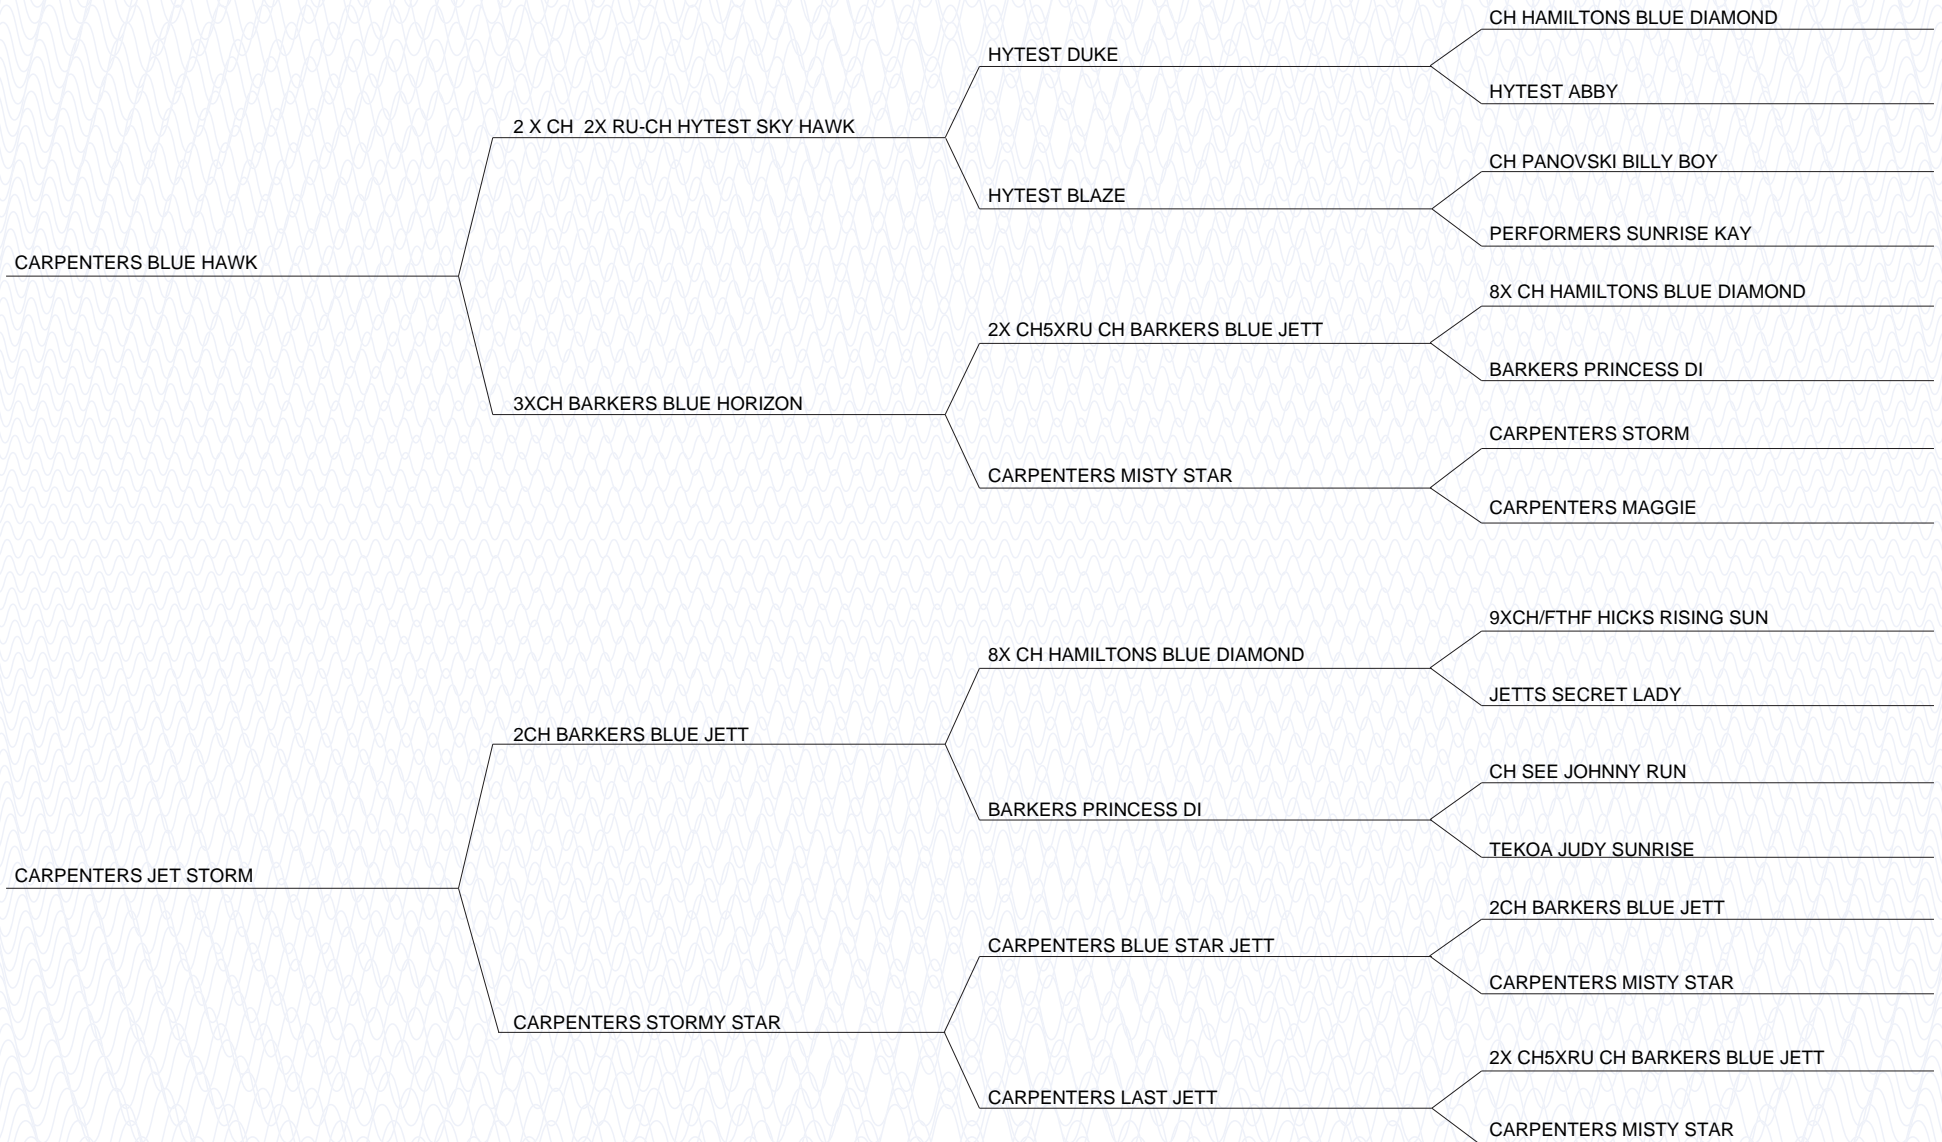 CH HAMILTONS BLUE DIAMOND
HYTEST DUKE
HYTEST ABBY
2 X CH  2X RU-CH HYTEST SKY HAWK
CH PANOVSKI BILLY BOY
HYTEST BLAZE
PERFORMERS SUNRISE KAY
CARPENTERS BLUE HAWK
8X CH HAMILTONS BLUE DIAMOND
2X CH5XRU CH BARKERS BLUE JETT
BARKERS PRINCESS DI
3XCH BARKERS BLUE HORIZON
CARPENTERS STORM
CARPENTERS MISTY STAR
CARPENTERS MAGGIE
9XCH/FTHF HICKS RISING SUN
8X CH HAMILTONS BLUE DIAMOND
JETTS SECRET LADY
2CH BARKERS BLUE JETT
CH SEE JOHNNY RUN
BARKERS PRINCESS DI
TEKOA JUDY SUNRISE
CARPENTERS JET STORM
2CH BARKERS BLUE JETT
CARPENTERS BLUE STAR JETT
CARPENTERS MISTY STAR
CARPENTERS STORMY STAR
2X CH5XRU CH BARKERS BLUE JETT
CARPENTERS LAST JETT
CARPENTERS MISTY STAR